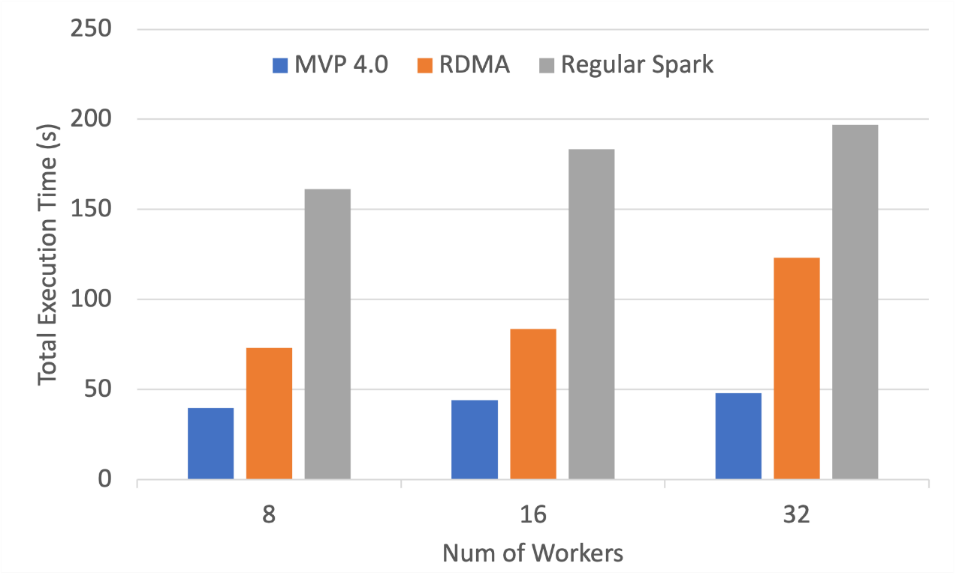 250
MVP 4.0 RDMA Regular Spark
200
150
100
50
0
Total Execution Time (s)
8 16 32
Num of Workers